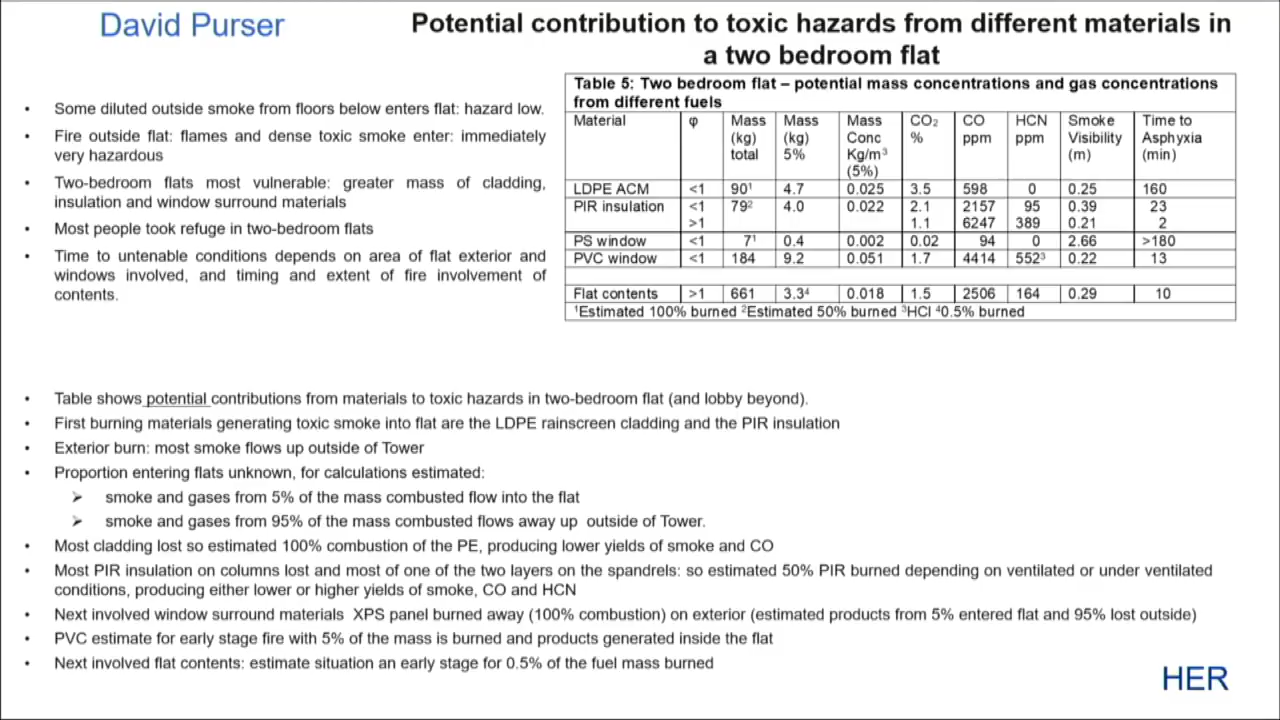 David Purser
Potential contribution to toxic hazards from different materials in
a two bedroom flat
• Some diluted outside smoke from floors below enters flat: hazard low.
• Fire outside flat: flames and dense toxic smoke enter: immediately
very hazardous
• Two-bedroom flats most vulnerable: greater mass of cladding,
insulation and window surround materials
• Most people took refuge in two-bedroom flats
• Time to untenable conditions depends on area of flat exterior and
windows involved, and timing and extent of fire involvement of
contents.
Table 5: Two bedroom flat – potential mass concentrations and gas concentrations
from different fuels
Material φ Mass (kg) total Mass (kg) 5% Mass Conc Kg/m³ (5%) CO₂ % CO ppm HCN ppm Smoke Visibility (m) Time to Asphyxia (min)
LDPE ACM <1 90¹ 4.7 0.025 3.5 598 0 0.25 160
PIR insulation <1 79² 4.0 0.022 2.1 2157 95 0.39 23
>1 1.1 6247 389 0.21 2
PS window <1 7¹ 0.4 0.002 0.02 94 0 2.66 >180
PVC window <1 184 9.2 0.051 1.7 4414 552³ 0.22 13
Flat contents >1 661 3.3⁴ 0.018 1.5 2506 164 0.29 10
¹Estimated 100% burned ²Estimated 50% burned ³HCl ⁴0.5% burned
• Table shows potential contributions from materials to toxic hazards in two-bedroom flat (and lobby beyond).
• First burning materials generating toxic smoke into flat are the LDPE rainscreen cladding and the PIR insulation
• Exterior burn: most smoke flows up outside of Tower
• Proportion entering flats unknown, for calculations estimated:
➢ smoke and gases from 5% of the mass combusted flow into the flat
➢ smoke and gases from 95% of the mass combusted flows away up outside of Tower.
• Most cladding lost so estimated 100% combustion of the PE, producing lower yields of smoke and CO
• Most PIR insulation on columns lost and most of one of the two layers on the spandrels: so estimated 50% PIR burned depending on ventilated or under ventilated
conditions, producing either lower or higher yields of smoke, CO and HCN
• Next involved window surround materials XPS panel burned away (100% combustion) on exterior (estimated products from 5% entered flat and 95% lost outside)
• PVC estimate for early stage fire with 5% of the mass is burned and products generated inside the flat
• Next involved flat contents: estimate situation an early stage for 0.5% of the fuel mass burned
HER